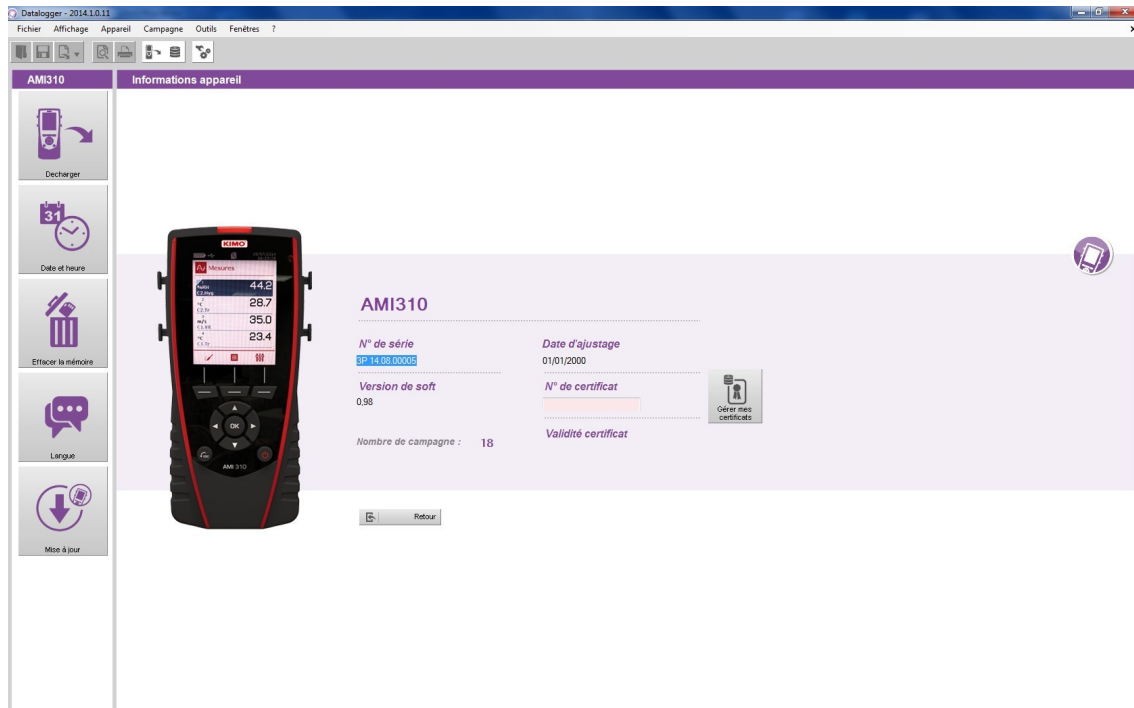 Datalogger - 2014.1.0.11
Fichier Affichage Appareil Campagne Outils Fenêtres ?
AMI310
Informations appareil
Decharger
31
Date et heure
Effacer la mémoire
Langue
Mise à jour
KIMO
Mesures
%RH 44.2
°C 28.7
m/s 35.0
°C 23.4
OK
AMI 310
AMI310
N° de série
3P 14.08.00005
Date d'ajustage
01/01/2000
Version de soft
0,98
N° de certificat
Gérer mes
certificats
Nombre de campagne : 18
Validité certificat
Retour